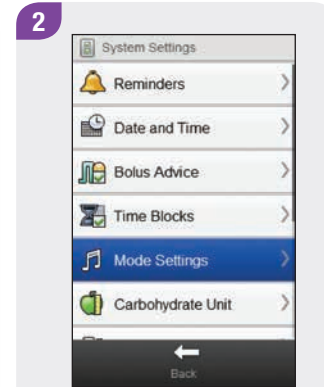 2
System Settings
Reminders
Date and Time
Bolus Advice
Time Blocks
Mode Settings
Carbohydrate Unit
Back